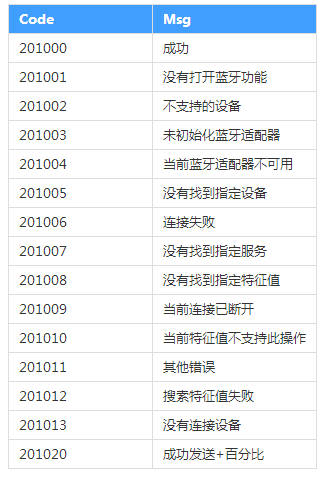 Code Msg
201000 成功
201001 没有打开蓝牙功能
201002 不支持的设备
201003 未初始化蓝牙适配器
201004 当前蓝牙适配器不可用
201005 没有找到指定设备
201006 连接失败
201007 没有找到指定服务
201008 没有找到指定特征值
201009 当前连接已断开
201010 当前特征值不支持此操作
201011 其他错误
201012 搜素特征值失败
201013 没有连接设备
201020 成功发送+百分比